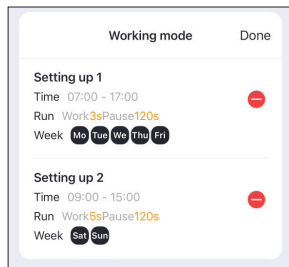 Working mode Done
Setting up 1
Time 07:00 - 17:00
Run Work3sPause120s
Week Mo Tue We Thu Fri
Setting up 2
Time 09:00 - 15:00
Run Work5sPause120s
Week Sat Sun